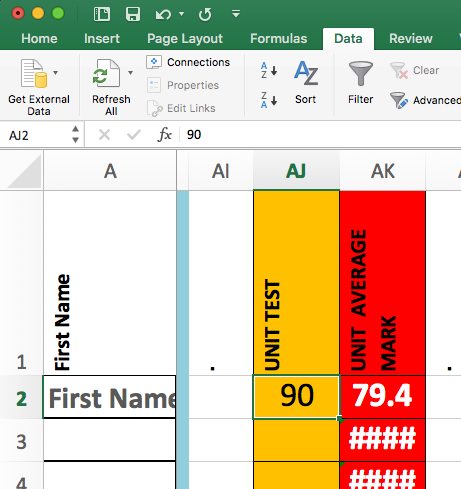 Home Insert Page Layout Formulas Data Review
Get External Data
Refresh All
Connections
Properties
Edit Links
A Z
Z A
AZ
Sort
Filter
Clear
Advanced
AJ2 fx 90
A AI AJ AK
1 First Name . UNIT TEST UNIT AVERAGE MARK .
2 First Name 90 79.4
3 ####
4 ####